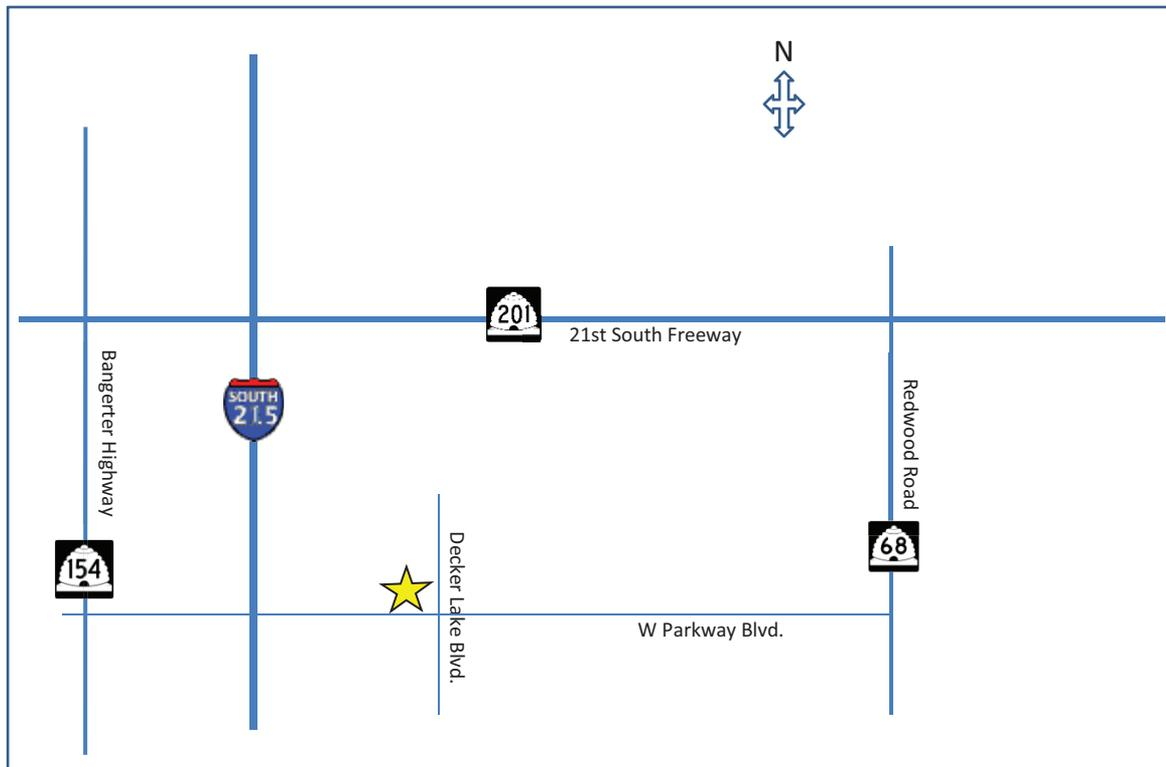 N
201
21st South Freeway
Bangerter Highway
SOUTH
215
Redwood Road
154
68
Decker Lake Blvd.
W Parkway Blvd.